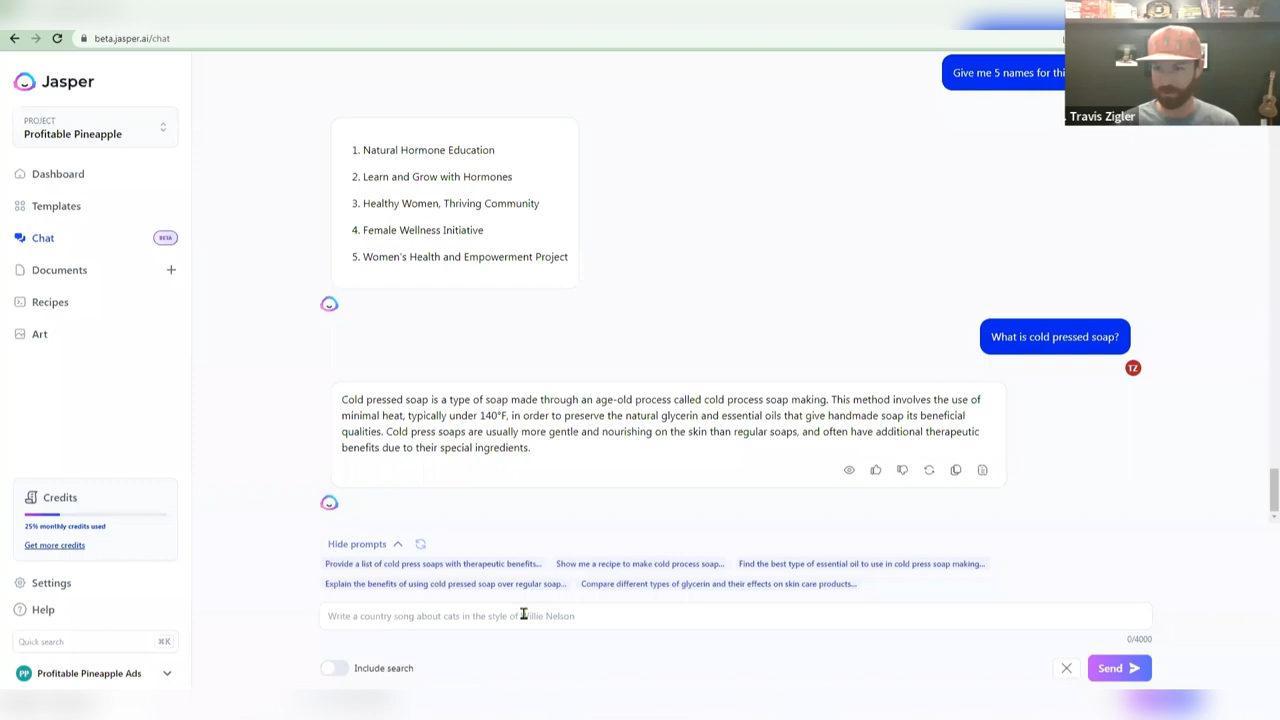 beta.jasper.ai/chat
Jasper
PROJECT
Profitable Pineapple
Dashboard
Templates
Chat
BETA
Documents
Recipes
Art
Credits
25% monthly credits used
Get more credits
Settings
Help
Quick search
⌘K
PP
Profitable Pineapple Ads
Give me 5 names for thi
Travis Zigler
1. Natural Hormone Education
2. Learn and Grow with Hormones
3. Healthy Women, Thriving Community
4. Female Wellness Initiative
5. Women's Health and Empowerment Project
What is cold pressed soap?
TZ
Cold pressed soap is a type of soap made through an age-old process called cold process soap making. This method involves the use of
minimal heat, typically under 140°F, in order to preserve the natural glycerin and essential oils that give handmade soap its beneficial
qualities. Cold press soaps are usually more gentle and nourishing on the skin than regular soaps, and often have additional therapeutic
benefits due to their special ingredients.
Hide prompts
Provide a list of cold press soaps with therapeutic benefits...
Show me a recipe to make cold process soap...
Find the best type of essential oil to use in cold press soap making...
Explain the benefits of using cold pressed soap over regular soap...
Compare different types of glycerin and their effects on skin care products...
Write a country song about cats in the style of Willie Nelson
0/4000
Include search
Send